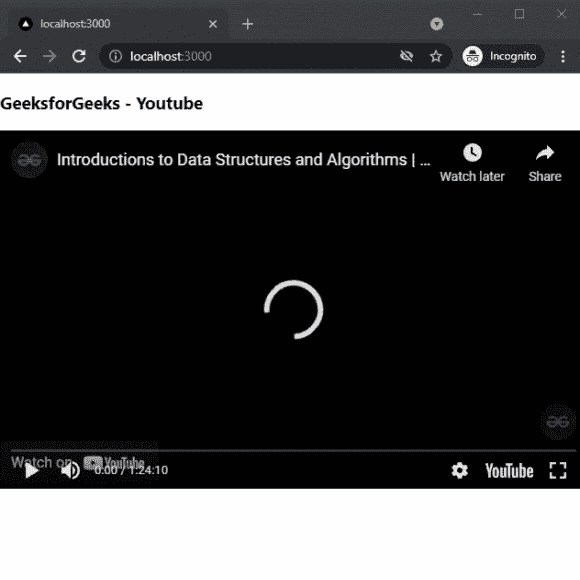 localhost:3000
localhost:3000
Incognito
GeeksforGeeks - Youtube
Introductions to Data Structures and Algorithms | ...
Watch later
Share
Watch on YouTube
0:00 / 1:24:10
YouTube